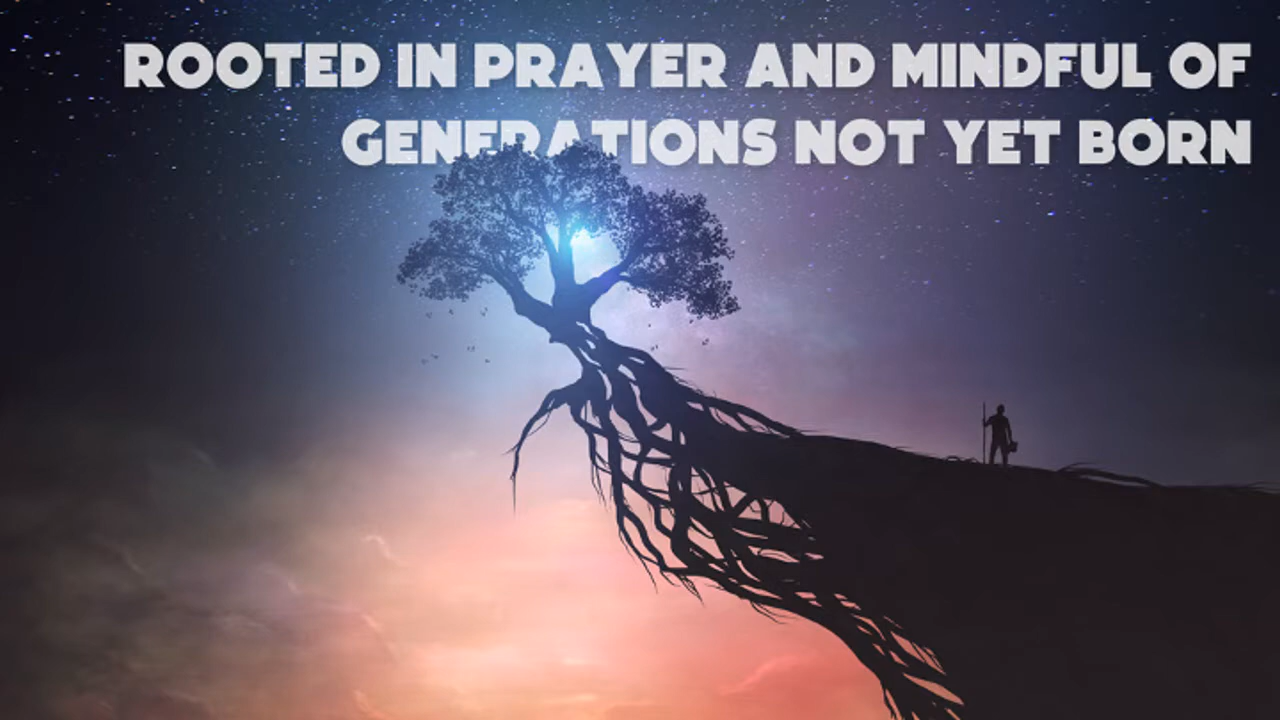 ROOTED IN PRAYER AND MINDFUL OF
GENERATIONS NOT YET BORN